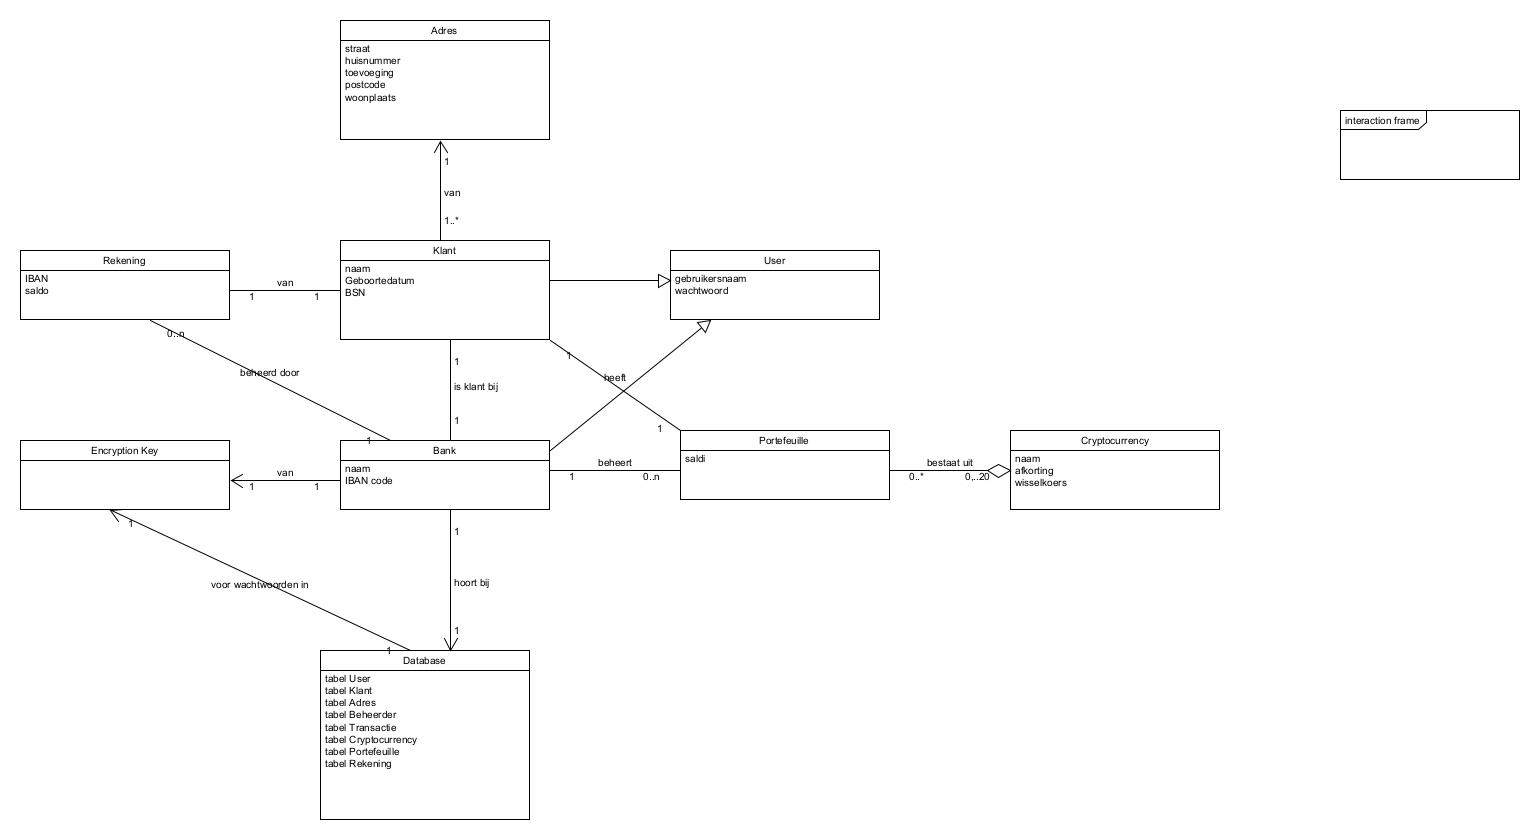 Adres
straat
huisnummer
toevoeging
postcode
woonplaats
interaction frame
1
van
1..*
Rekening
IBAN
saldo
van
1
1
Klant
naam
Geboortedatum
BSN
User
gebruikersnaam
wachtwoord
0..n
beheerd door
1
1
is klant bij
1
1
heeft
1
Encryption Key
van
1
1
Bank
naam
IBAN code
beheert
1
0..n
Portefeuille
saldi
bestaat uit
0..*
0,..20
Cryptocurrency
naam
afkorting
wisselkoers
1
voor wachtwoorden in
1
1
hoort bij
1
Database
tabel User
tabel Klant
tabel Adres
tabel Beheerder
tabel Transactie
tabel Cryptocurrency
tabel Portefeuille
tabel Rekening